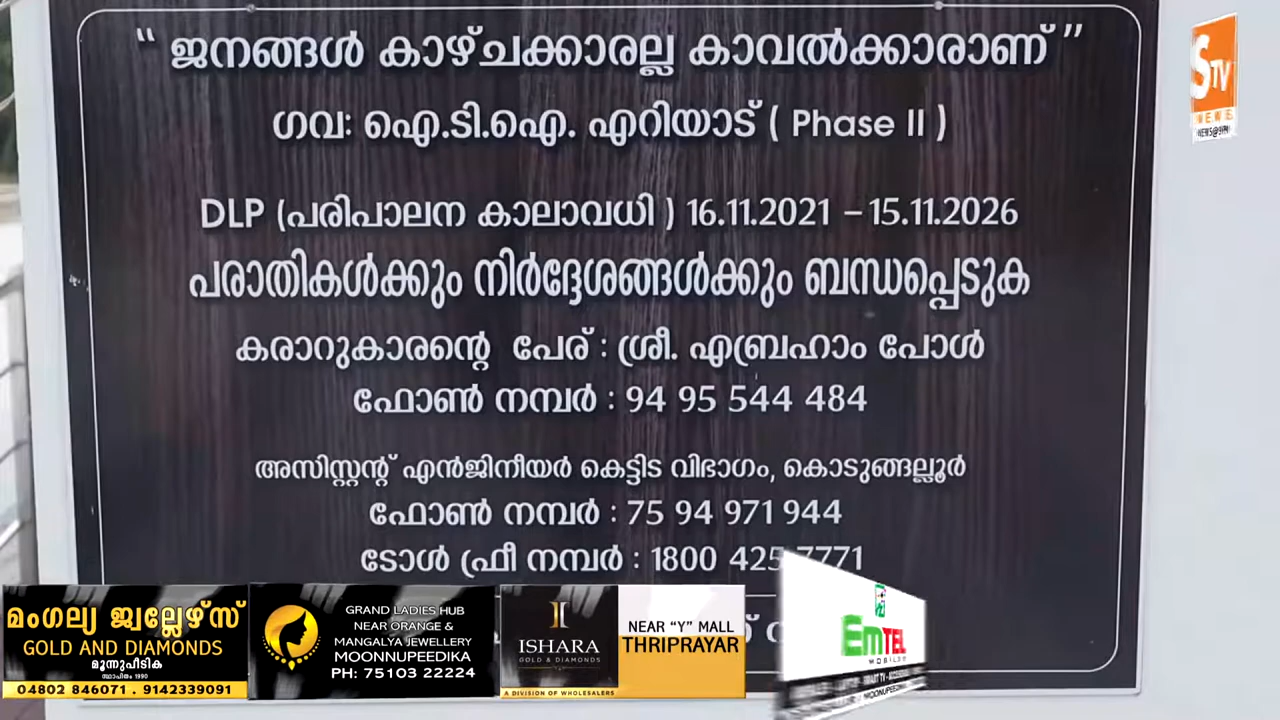 “ ജനങ്ങൾ കാഴ്ചക്കാരല്ല കാവൽക്കാരാണ് ”
ഗവ: ഐ.ടി.ഐ. എറിയാട് ( Phase II )
DLP (പരിപാലന കാലാവധി ) 16.11.2021 – 15.11.2026
പരാതികൾക്കും നിർദ്ദേശങ്ങൾക്കും ബന്ധപ്പെടുക
കരാറുകാരന്റെ പേര് : ശ്രീ. എബ്രഹാം പോൾ
ഫോൺ നമ്പർ : 94 95 544 484
അസിസ്റ്റന്റ് എൻജിനീയർ കെട്ടിട വിഭാഗം, കൊടുങ്ങല്ലൂർ
ഫോൺ നമ്പർ : 75 94 971 944
ടോൾ ഫ്രീ നമ്പർ : 1800 425 7771
STV
മംഗല്യ ജ്വല്ലേഴ്സ്
GOLD AND DIAMONDS
മൂന്നുപീടിക
സ്ഥാപിതം 1990
04802 846071 . 9142339091
GRAND LADIES HUB
NEAR ORANGE &
MANGALYA JEWELLERY
MOONNUPEEDIKA
PH: 75103 22224
ISHARA
GOLD & DIAMONDS
A DIVISION OF WHOLESALERS
NEAR “Y” MALL
THRIPRAYAR
EmTEL
MOBILES
MOONNUPEEDIKA